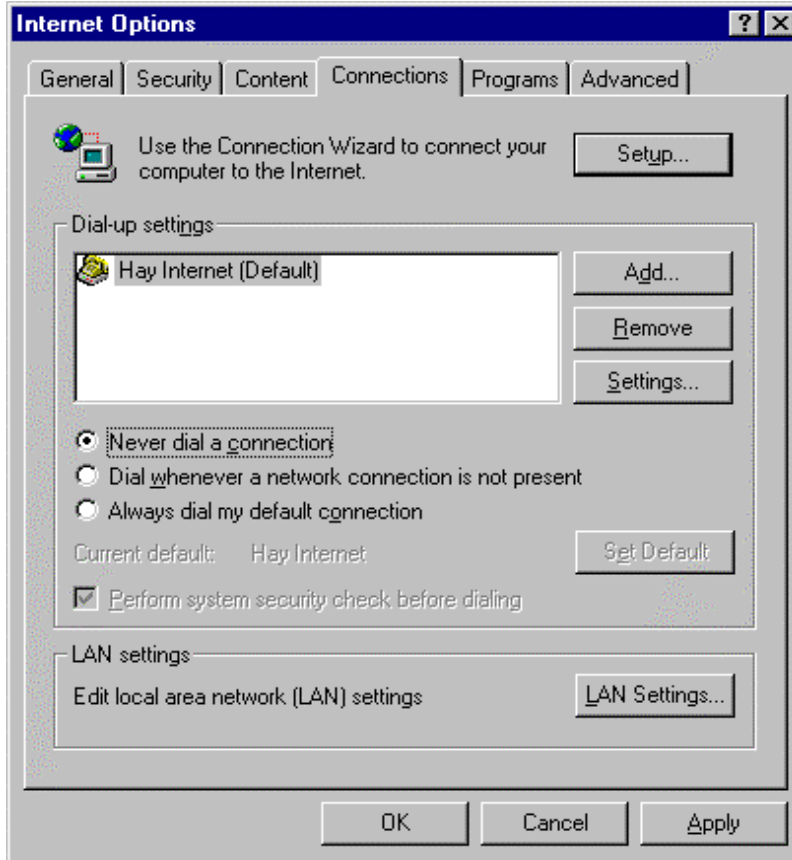 Internet Options
General Security Content Connections Programs Advanced
Use the Connection Wizard to connect your
computer to the Internet.
Setup...
Dial-up settings
Hay Internet (Default)
Add...
Remove
Settings...
Never dial a connection
Dial whenever a network connection is not present
Always dial my default connection
Current default: Hay Internet
Set Default
Perform system security check before dialing
LAN settings
Edit local area network (LAN) settings
LAN Settings...
OK Cancel Apply